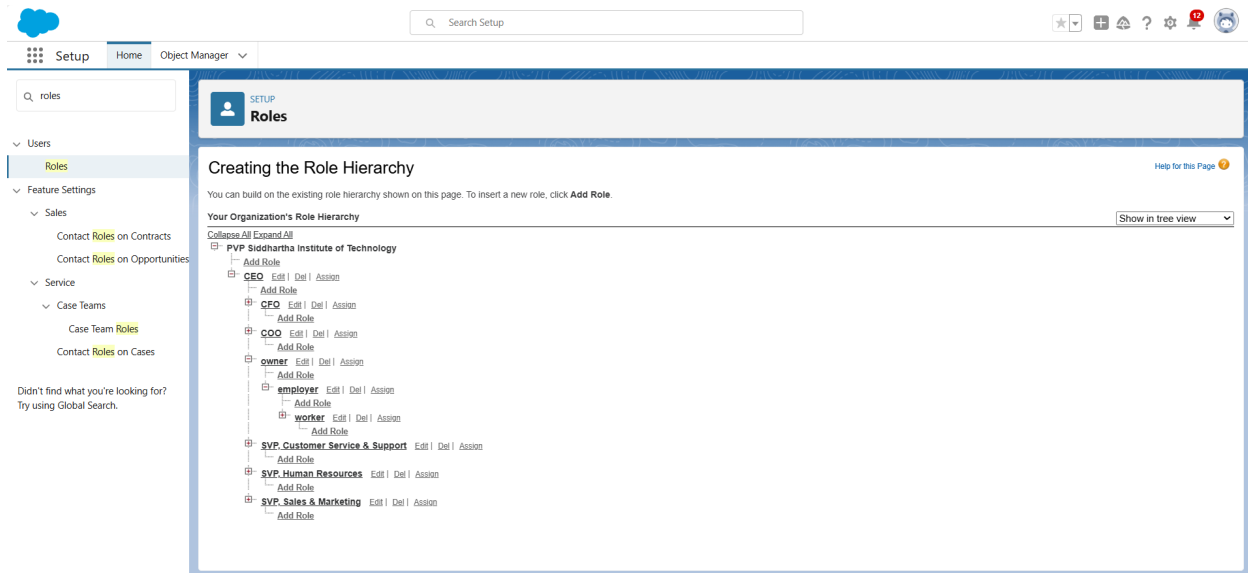 Search Setup
12
Setup Home Object Manager
roles
Users
Roles
Feature Settings
Sales
Contact Roles on Contracts
Contact Roles on Opportunities
Service
Case Teams
Case Team Roles
Contact Roles on Cases
Didn't find what you're looking for?
Try using Global Search.
SETUP
Roles
Creating the Role Hierarchy
Help for this Page ?
You can build on the existing role hierarchy shown on this page. To insert a new role, click Add Role.
Your Organization's Role Hierarchy
Show in tree view
Collapse All Expand All
PVP Siddhartha Institute of Technology
Add Role
CEO Edit | Del | Assign
Add Role
CFO Edit | Del | Assign
Add Role
COO Edit | Del | Assign
Add Role
owner Edit | Del | Assign
Add Role
employer Edit | Del | Assign
Add Role
worker Edit | Del | Assign
Add Role
SVP, Customer Service & Support Edit | Del | Assign
Add Role
SVP, Human Resources Edit | Del | Assign
Add Role
SVP, Sales & Marketing Edit | Del | Assign
Add Role